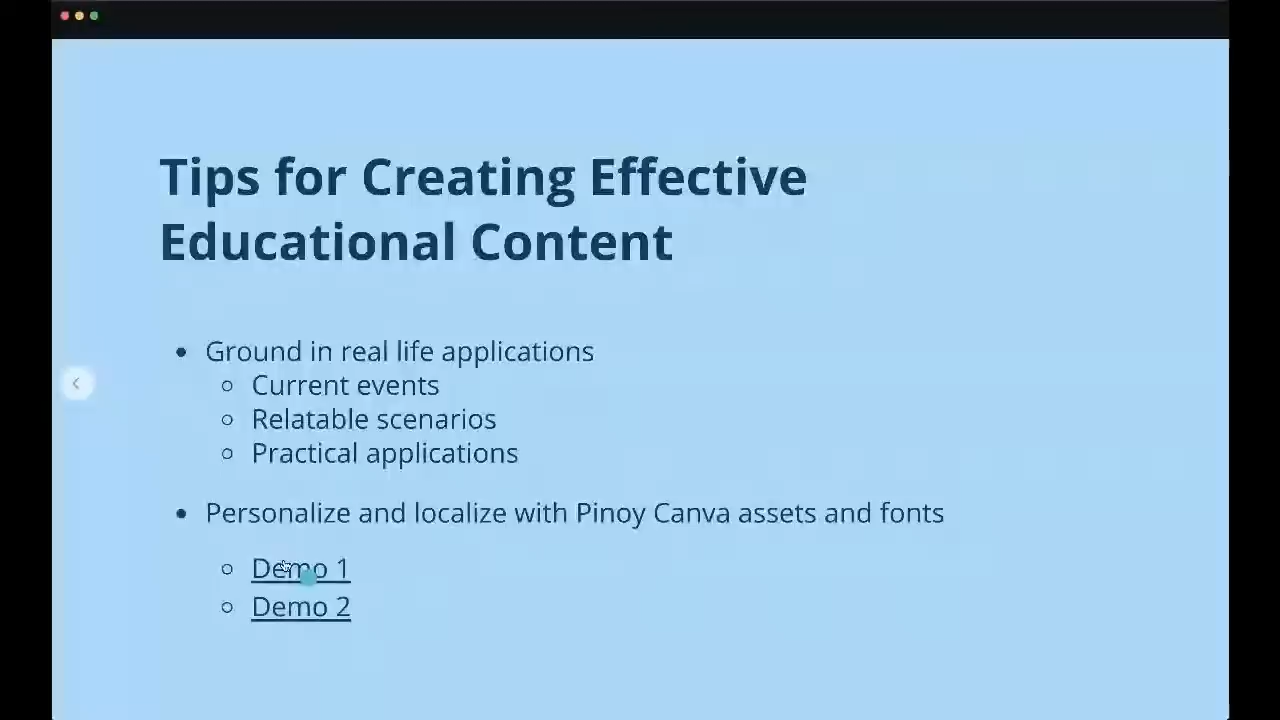 Tips for Creating Effective
Educational Content
Ground in real life applications
Current events
Relatable scenarios
Practical applications
Personalize and localize with Pinoy Canva assets and fonts
Demo 1
Demo 2